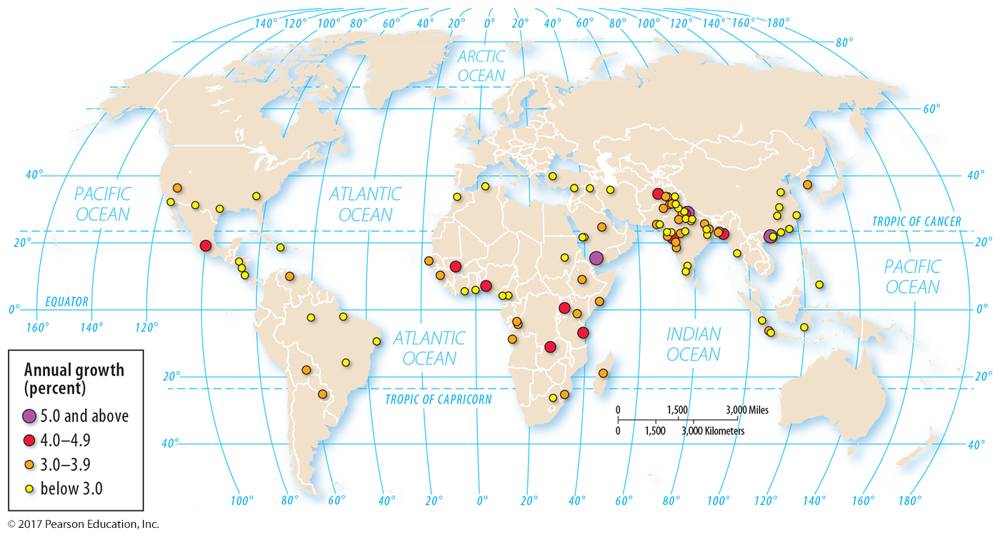 140° 120° 100° 80° 60° 40° 20° 0° 20° 40° 60° 80° 100° 120° 140° 160° 180°
80°
ARCTIC
OCEAN
60°
40°
40°
PACIFIC
OCEAN
ATLANTIC
OCEAN
TROPIC OF CANCER
20°
20°
PACIFIC
OCEAN
EQUATOR
0°
0°
160° 140° 120°
ATLANTIC
OCEAN
INDIAN
OCEAN
20°
20°
TROPIC OF CAPRICORN
0 1,500 3,000 Miles
0 1,500 3,000 Kilometers
40°
40°
Annual growth
(percent)
5.0 and above
4.0–4.9
3.0–3.9
below 3.0
100° 80° 60° 40° 20° 0° 20° 40° 60° 80° 100° 120° 140° 160° 180°
© 2017 Pearson Education, Inc.